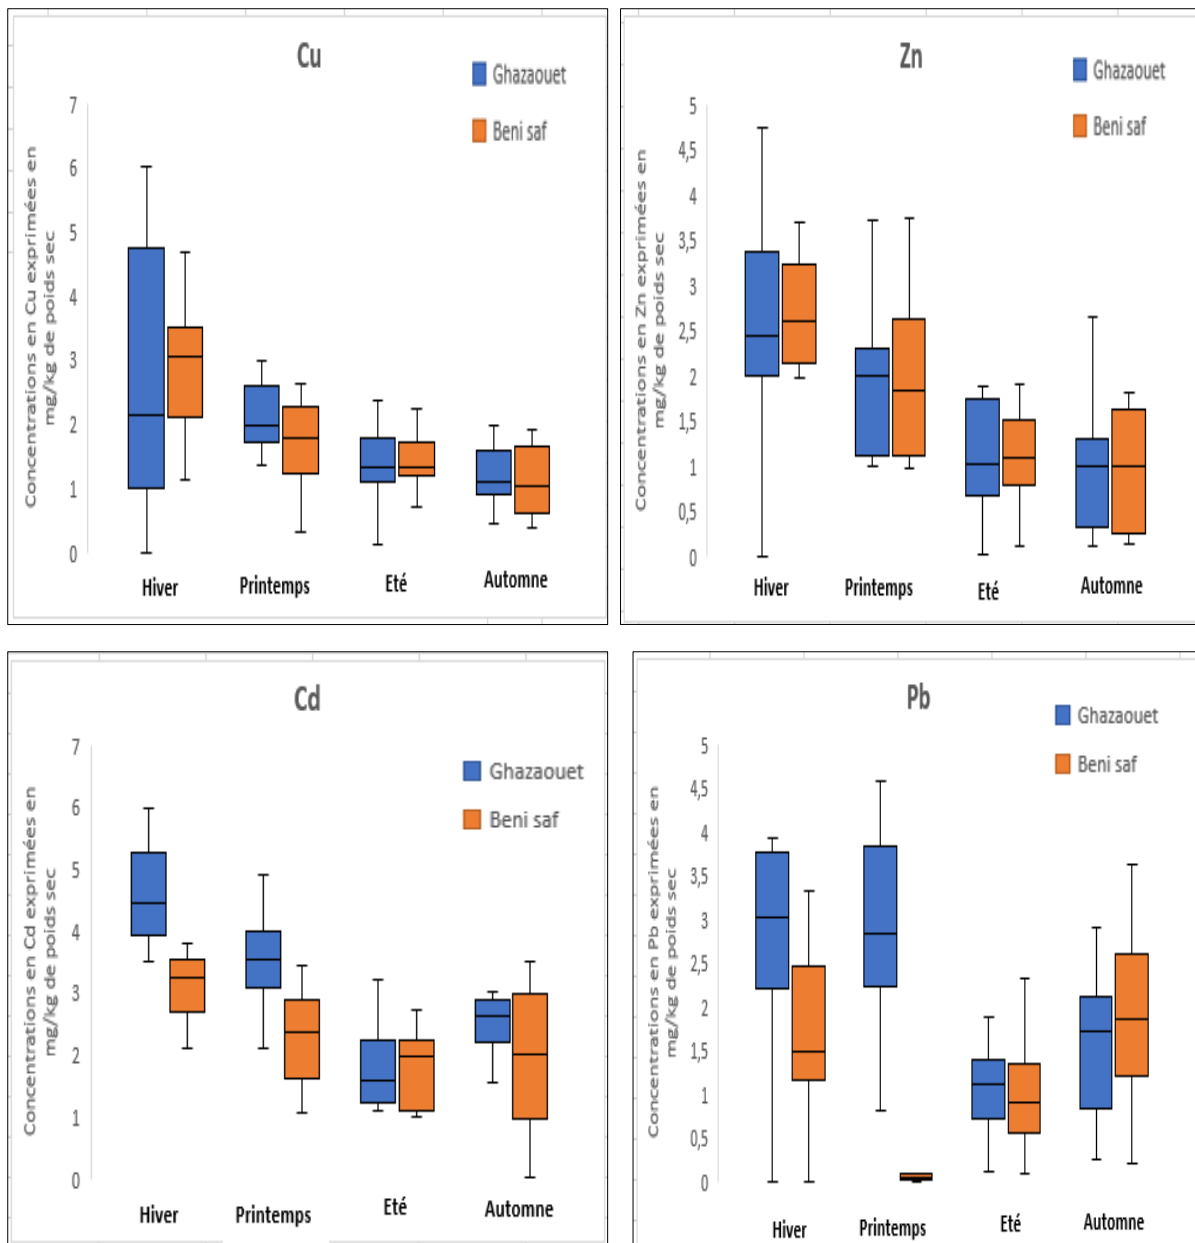 Cu
Ghazaouet
Beni saf
Concentrations en Cu exprimées en
mg/kg de poids sec
7
6
5
4
3
2
1
0
Hiver
Printemps
Eté
Automne
Zn
Ghazaouet
Beni saf
Concentrations en Zn exprimées en
mg/kg de poids sec
5
4,5
4
3,5
3
2,5
2
1,5
1
0,5
0
Hiver
Printemps
Eté
Automne
Cd
Ghazaouet
Beni saf
Concentrations en Cd exprimées en
mg/kg de poids sec
7
6
5
4
3
2
1
0
Hiver
Printemps
Eté
Automne
Pb
Ghazaouet
Beni saf
Concentrations en Pb exprimées en
mg/kg de poids sec
5
4,5
4
3,5
3
2,5
2
1,5
1
0,5
0
Hiver
Printemps
Eté
Automne